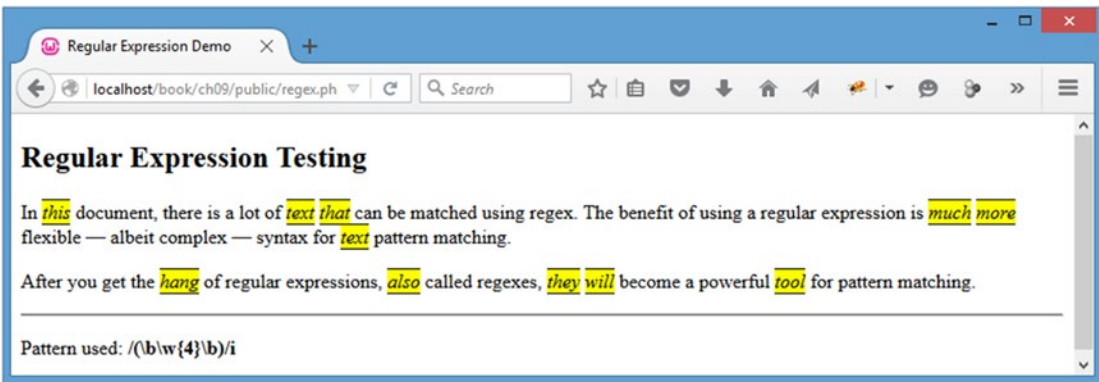 Regular Expression Demo
localhost/book/ch09/public/regex.ph
Search
Regular Expression Testing
In this document, there is a lot of text that can be matched using regex. The benefit of using a regular expression is much more
flexible — albeit complex — syntax for text pattern matching.
After you get the hang of regular expressions, also called regexes, they will become a powerful tool for pattern matching.
Pattern used: /(\b\w{4}\b)/i